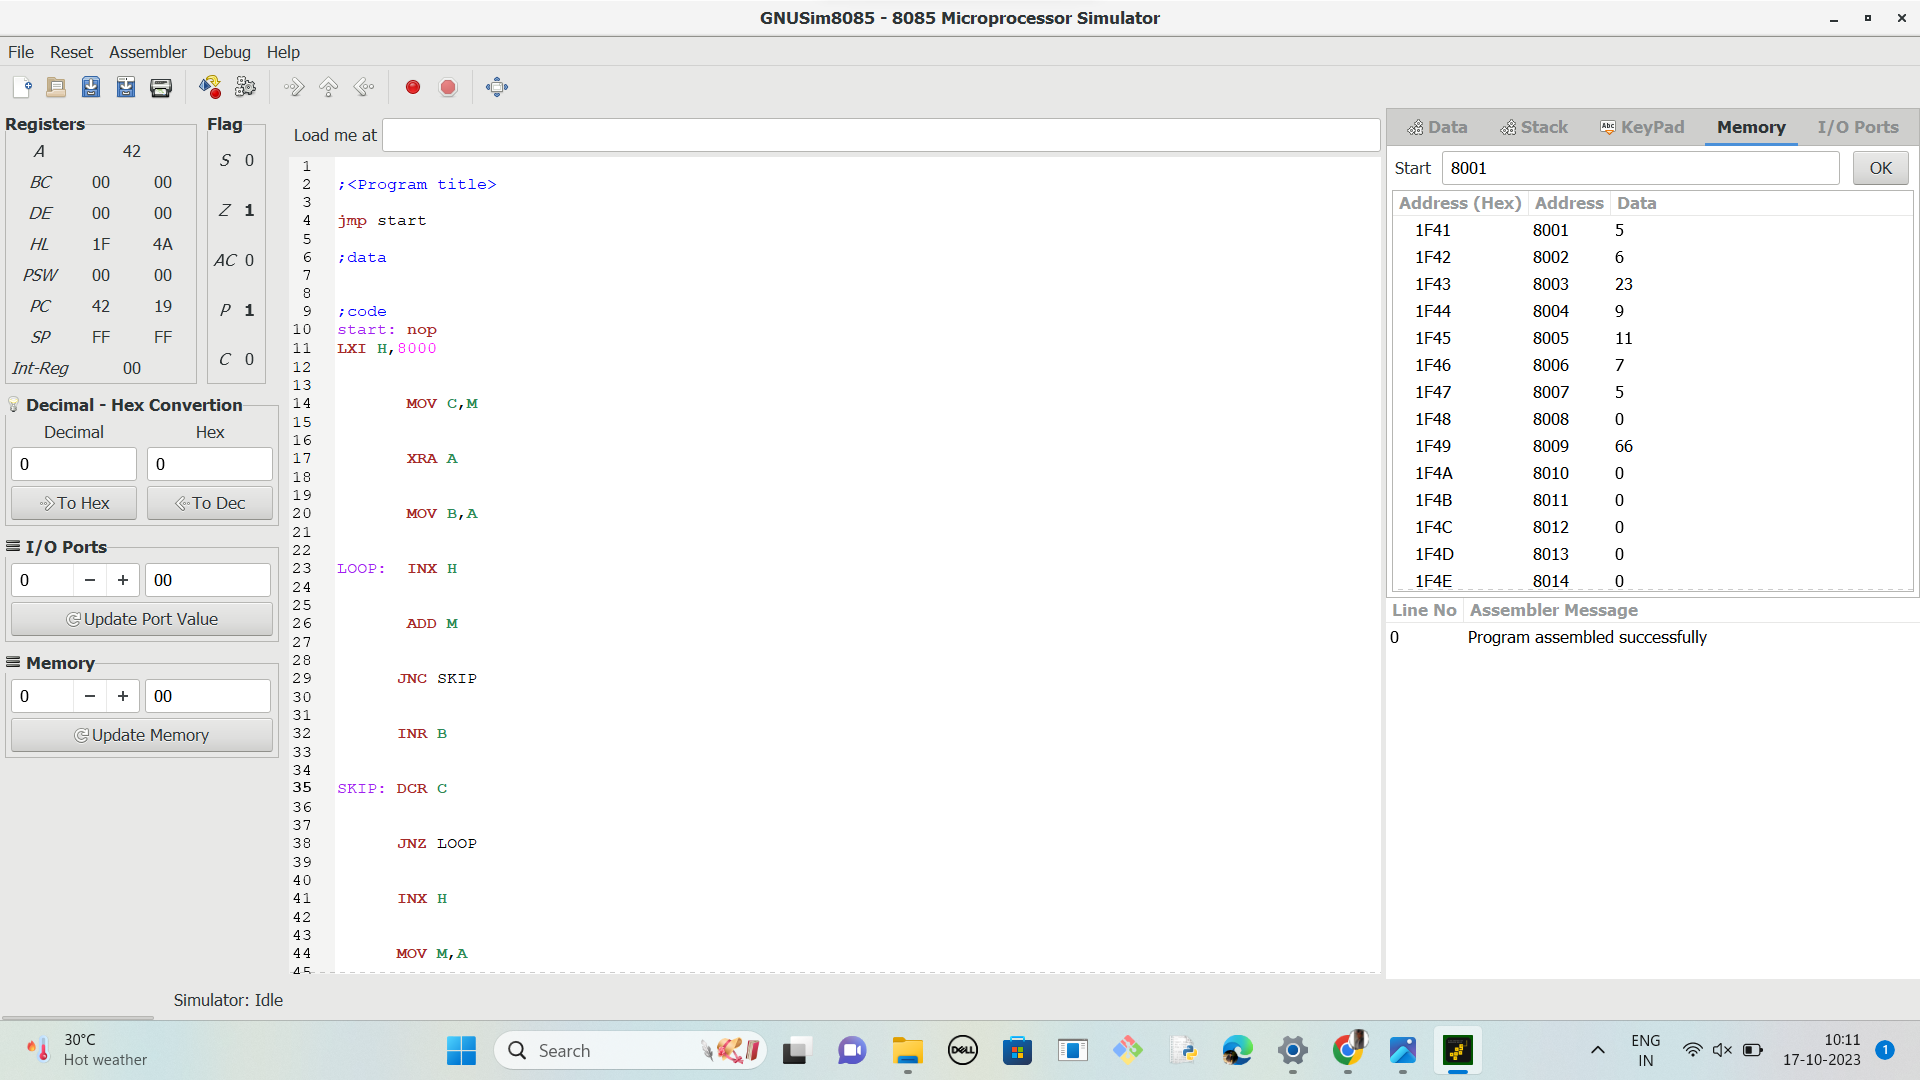 GNUSim8085 - 8085 Microprocessor Simulator
File Reset Assembler Debug Help
Registers
A 42
BC 00 00
DE 00 00
HL 1F 4A
PSW 00 00
PC 42 19
SP FF FF
Int-Reg 00
Flag
S 0
Z 1
AC 0
P 1
C 0
Decimal - Hex Convertion
Decimal Hex
0 0
To Hex To Dec
I/O Ports
0 − + 00
Update Port Value
Memory
0 − + 00
Update Memory
Load me at
1
2 ;<Program title>
3
4 jmp start
5
6 ;data
7
8
9 ;code
10 start: nop
11 LXI H,8000
12
13
14 MOV C,M
15
16
17 XRA A
18
19
20 MOV B,A
21
22
23 LOOP: INX H
24
25
26 ADD M
27
28
29 JNC SKIP
30
31
32 INR B
33
34
35 SKIP: DCR C
36
37
38 JNZ LOOP
39
40
41 INX H
42
43
44 MOV M,A
45
Data Stack Abc KeyPad Memory I/O Ports
Start 8001 OK
Address (Hex) Address Data
1F41 8001 5
1F42 8002 6
1F43 8003 23
1F44 8004 9
1F45 8005 11
1F46 8006 7
1F47 8007 5
1F48 8008 0
1F49 8009 66
1F4A 8010 0
1F4B 8011 0
1F4C 8012 0
1F4D 8013 0
1F4E 8014 0
Line No Assembler Message
0 Program assembled successfully
Simulator: Idle
30°C
Hot weather
Search
DELL
ENG
IN
10:11
17-10-2023
1